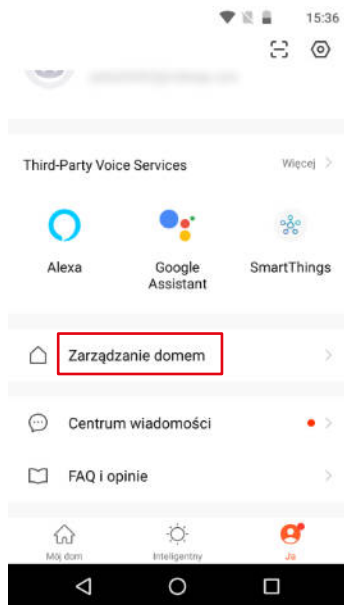 15:36
Third-Party Voice Services Więcej
Alexa
Google
Assistant
SmartThings
Zarządzanie domem
Centrum wiadomości
FAQ i opinie
Mój dom
Inteligentny
Ja